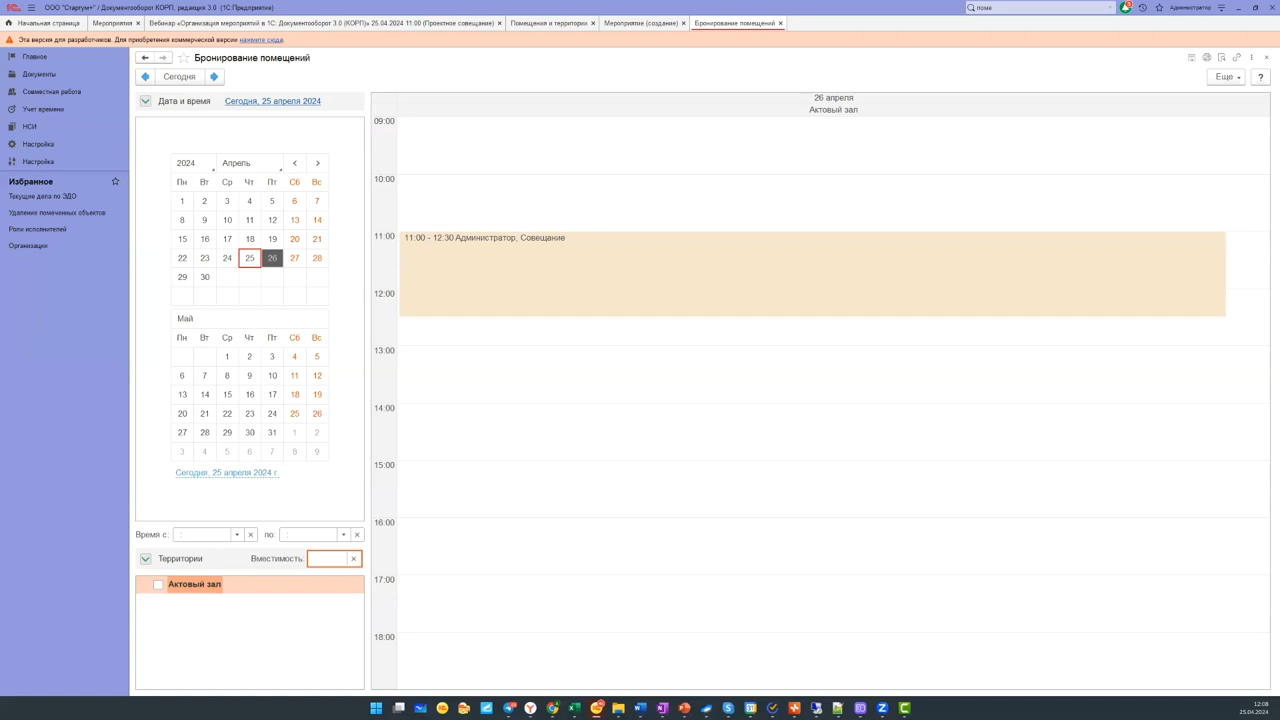 ООО "Стартум+" / Документооборот КОРП, редакция 3.0 (1С:Предприятие)
поме
Администратор
Начальная страница
Мероприятия
Вебинар «Организация мероприятий в 1С: Документооборот 3.0 (КОРП)» 25.04.2024 11:00 (Проектное совещание)
Помещения и территории
Мероприятие (создание)
Бронирование помещений
Эта версия для разработчиков. Для приобретения коммерческой версии нажмите сюда.
Главное
Документы
Совместная работа
Учет времени
НСИ
Настройка
Настройка
Избранное
Текущие дела по ЭДО
Удаление помеченных объектов
Роли исполнителей
Организации
Бронирование помещений
Сегодня
Еще
?
Дата и время Сегодня, 25 апреля 2024
2024 Апрель
Пн Вт Ср Чт Пт Сб Вс
1 2 3 4 5 6 7
8 9 10 11 12 13 14
15 16 17 18 19 20 21
22 23 24 25 26 27 28
29 30
Май
Пн Вт Ср Чт Пт Сб Вс
1 2 3 4 5
6 7 8 9 10 11 12
13 14 15 16 17 18 19
20 21 22 23 24 25 26
27 28 29 30 31 1 2
3 4 5 6 7 8 9
Сегодня, 25 апреля 2024 г.
Время с: : по: :
Территории Вместимость:
Актовый зал
26 апреля
Актовый зал
09:00
10:00
11:00
11:00 - 12:30 Администратор, Совещание
12:00
13:00
14:00
15:00
16:00
17:00
18:00
12:08
25.04.2024